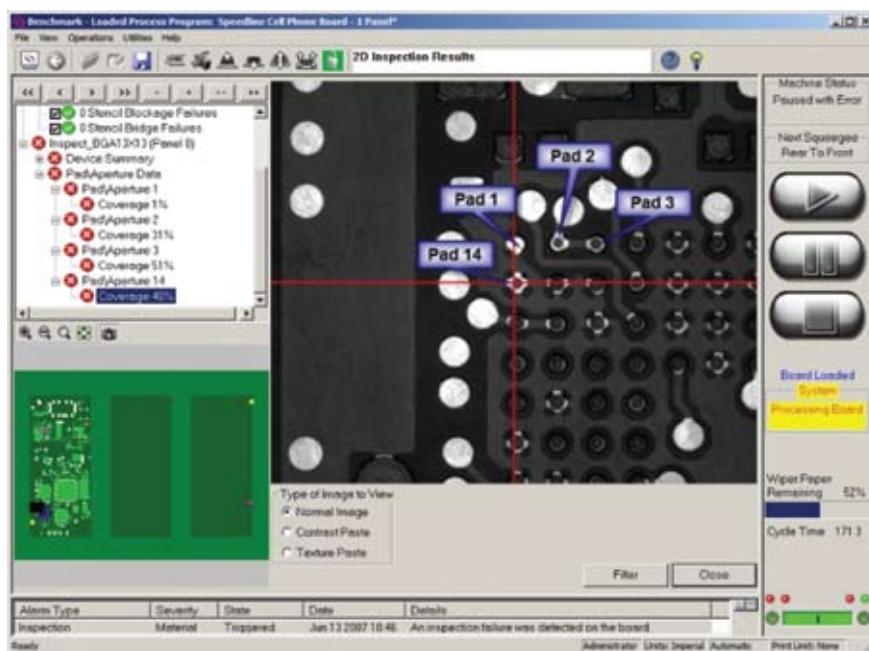 Benchmark - Loaded Process Program: Speedline Cell Phone Board - 1 Panel*
File View Operations Utilities Help
2D Inspection Results
<< < > >> - + -- ++
0 Stencil Blockage Failures
0 Stencil Bridge Failures
Inspect_BGA13X13 (Panel 0)
Device Summary
Pad\Aperture Data
Pad\Aperture 1
Coverage 1%
Pad\Aperture 2
Coverage 31%
Pad\Aperture 3
Coverage 51%
Pad\Aperture 14
Coverage 40%
Pad 1
Pad 2
Pad 3
Pad 14
Type of Image to View
Normal Image
Contrast Paste
Texture Paste
Filter Close
Machine Status
Paused with Error
Next Squeegee
Rear To Front
Board Loaded
System
Processing Board
Wiper Paper
Remaining 52%
Cycle Time 171.3
Alarm Type Severity State Date Details
Inspection Material Triggered Jun 13 2007 10:46 An inspection failure was detected on the board.
Ready Administrator Units: Imperial Automatic Print Limit: None